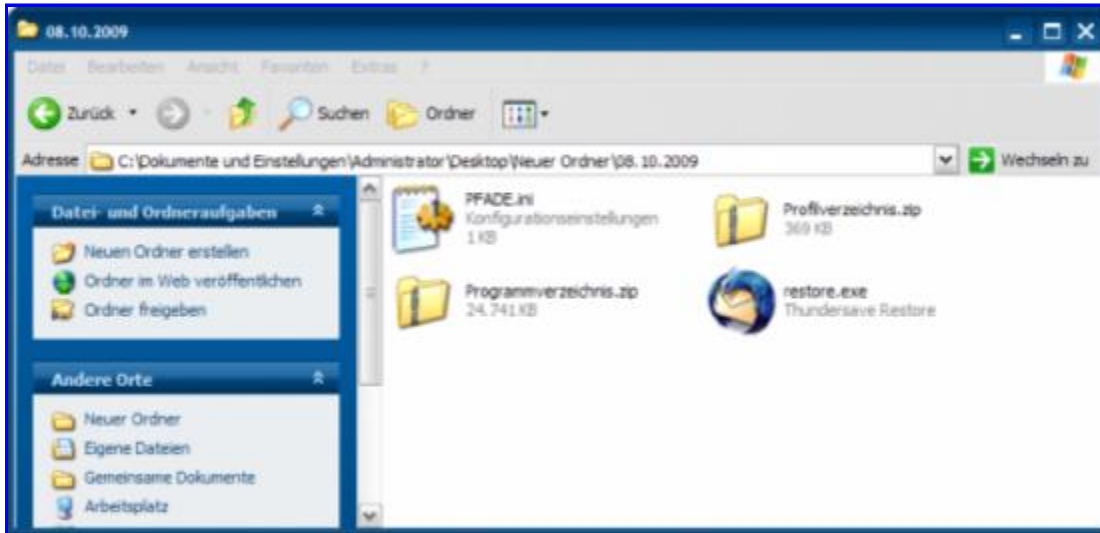 08.10.2009
Datei Bearbeiten Ansicht Favoriten Extras ?
Zurück Suchen Ordner
Adresse C:\Dokumente und Einstellungen\Administrator\Desktop\Neuer Ordner\08.10.2009 Wechseln zu
Datei- und Ordneraufgaben
Neuen Ordner erstellen
Ordner im Web veröffentlichen
Ordner freigeben
Andere Orte
Neuer Ordner
Eigene Dateien
Gemeinsame Dokumente
Arbeitsplatz
PFADE.ini
Konfigurationseinstellungen
1 KB
Profilverzeichnis.zip
369 KB
Programmverzeichnis.zip
24.741 KB
restore.exe
Thundersave Restore